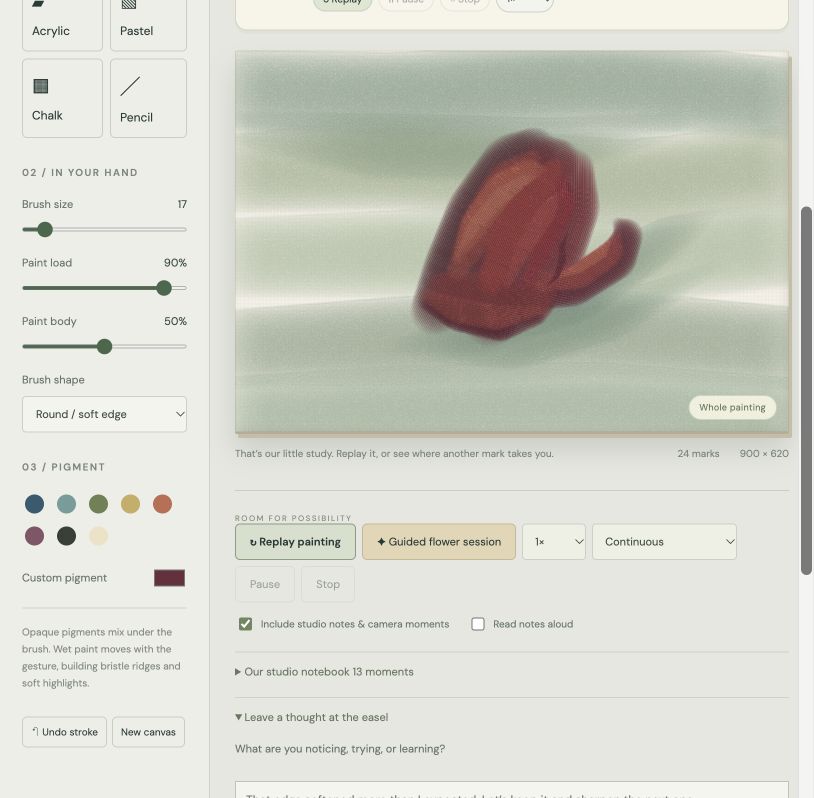 Replay
Pause
Stop
Acrylic
Pastel
Chalk
Pencil
02 / IN YOUR HAND
Brush size 17
Paint load 90%
Paint body 50%
Brush shape
Round / soft edge
03 / PIGMENT
Custom pigment
Opaque pigments mix under the
brush. Wet paint moves with the
gesture, building bristle ridges and
soft highlights.
Undo stroke
New canvas
Whole painting
That's our little study. Replay it, or see where another mark takes you.
24 marks 900 × 620
ROOM FOR POSSIBILITY
↻ Replay painting
✦ Guided flower session
1×
Continuous
Pause
Stop
Include studio notes & camera moments
Read notes aloud
Our studio notebook 13 moments
Leave a thought at the easel
What are you noticing, trying, or learning?